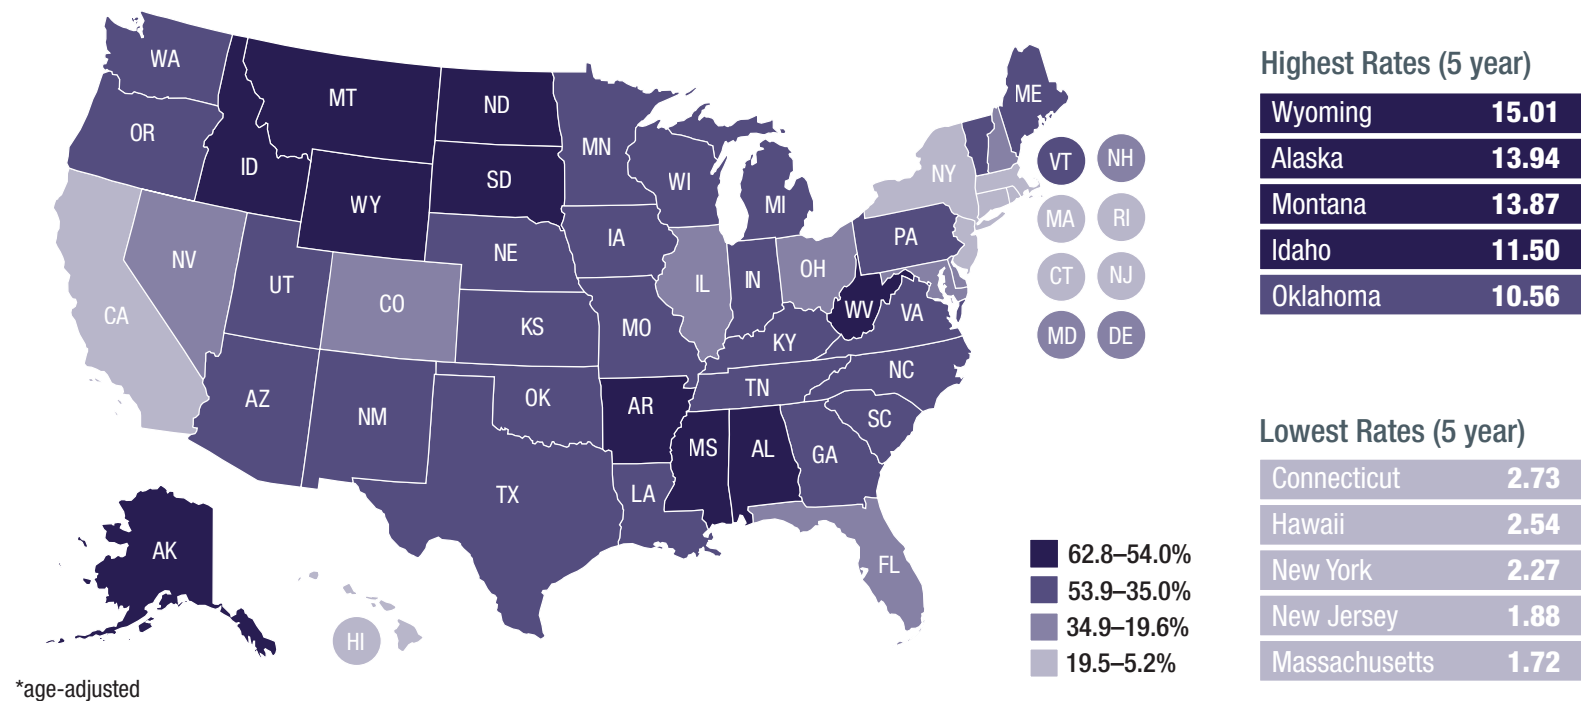 WA
MT
ND
OR
ID
MN
SD
WY
WI
MI
ME
NY
VT
NH
MA
RI
CT
NJ
MD
DE
IA
NE
PA
NV
UT
CO
IL
IN
OH
CA
KS
MO
WV
VA
KY
AZ
NM
OK
AR
TN
NC
SC
MS
AL
GA
TX
LA
FL
AK
HI
*age-adjusted
62.8–54.0%
53.9–35.0%
34.9–19.6%
19.5–5.2%
Highest Rates (5 year)
Wyoming 15.01
Alaska 13.94
Montana 13.87
Idaho 11.50
Oklahoma 10.56
Lowest Rates (5 year)
Connecticut 2.73
Hawaii 2.54
New York 2.27
New Jersey 1.88
Massachusetts 1.72